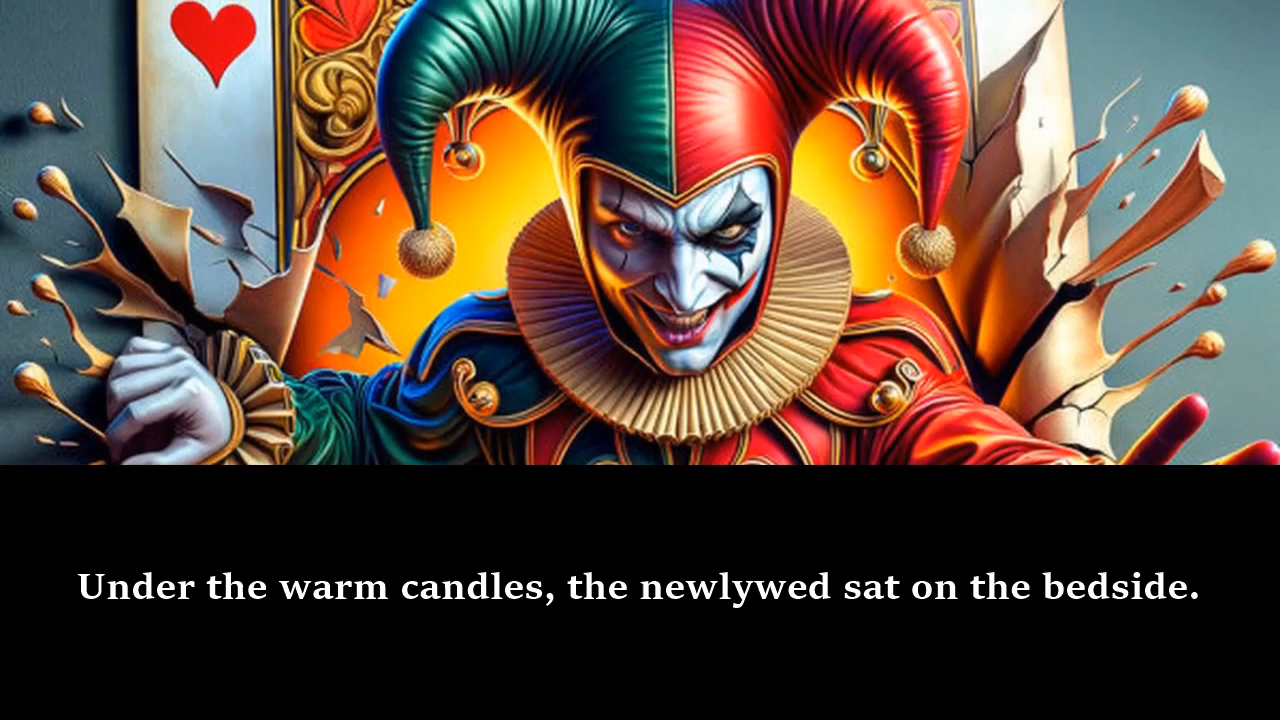 Under the warm candles, the newlywed sat on the bedside.